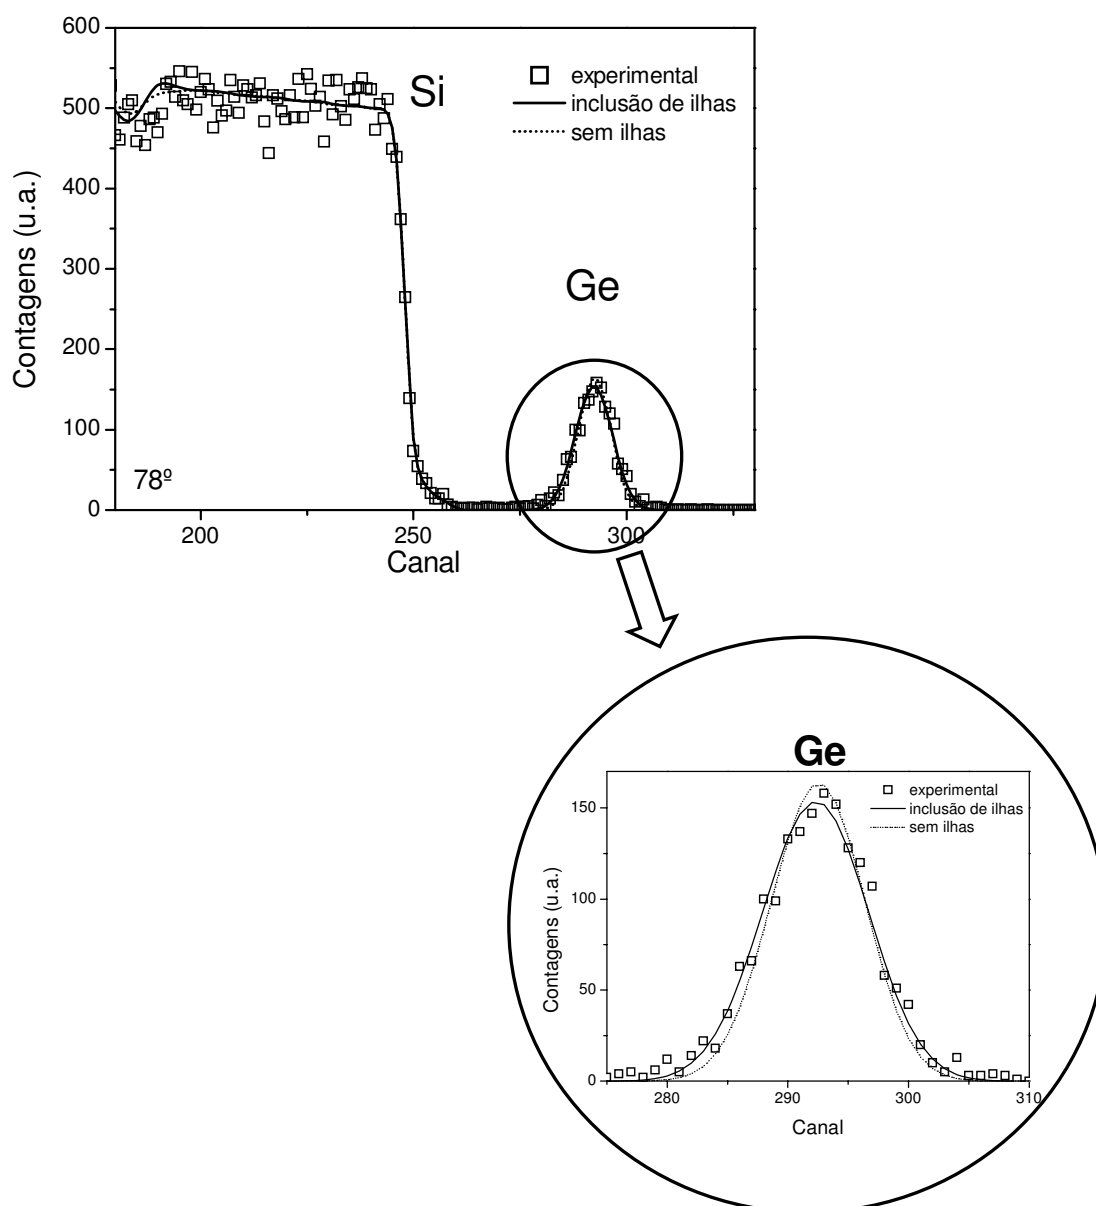 600
500
400
300
200
100
0
Contagens (u.a.)
Si
experimental
inclusão de ilhas
sem ilhas
Ge
78º
200
250
300
Canal
Ge
experimental
inclusão de ilhas
sem ilhas
150
100
50
0
Contagens (u.a.)
280
290
300
310
Canal